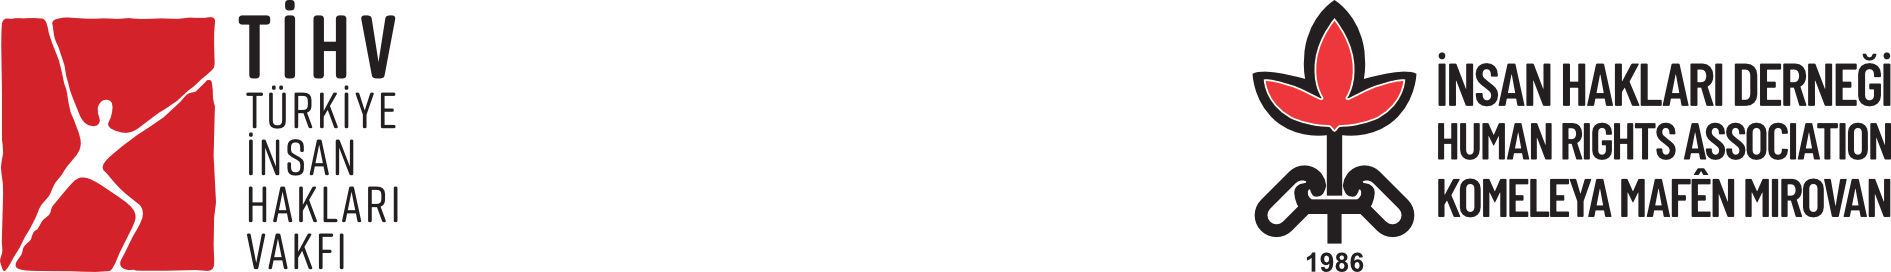 TİHV
TÜRKİYE
İNSAN
HAKLARI
VAKFI
İNSAN HAKLARI DERNEĞİ
HUMAN RIGHTS ASSOCIATION
KOMELEYA MAFÊN MIROVAN
1986